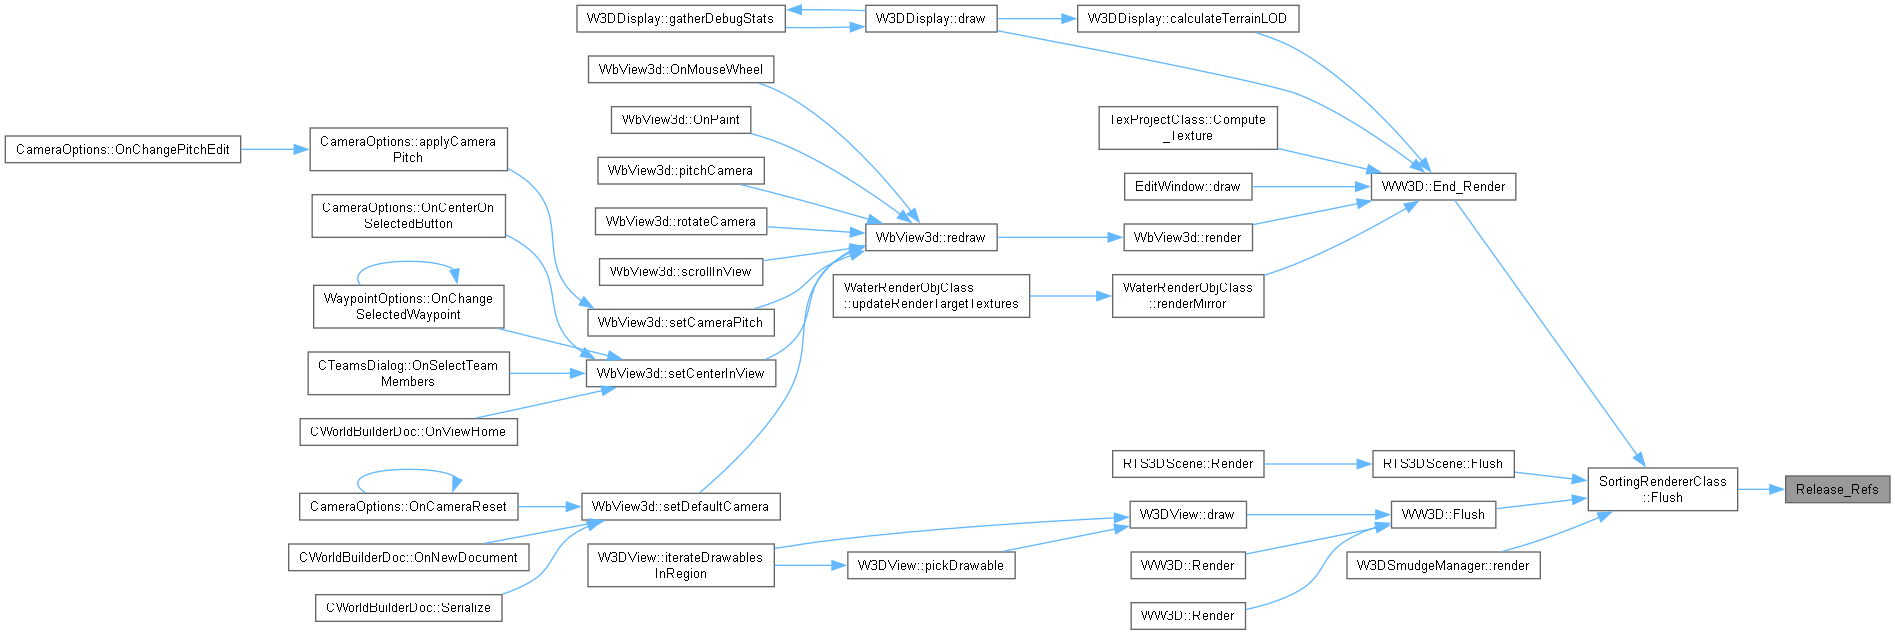 W3DDisplay::gatherDebugStats
W3DDisplay::draw
W3DDisplay::calculateTerrainLOD
WbView3d::OnMouseWheel
WbView3d::OnPaint
TexProjectClass::Compute
_Texture
CameraOptions::OnChangePitchEdit
CameraOptions::applyCamera
Pitch
WbView3d::pitchCamera
EditWindow::draw
WW3D::End_Render
CameraOptions::OnCenterOn
SelectedButton
WbView3d::rotateCamera
WbView3d::redraw
WbView3d::render
WbView3d::scrollInView
WaypointOptions::OnChange
SelectedWaypoint
WaterRenderObjClass
::updateRenderTargetTextures
WaterRenderObjClass
::renderMirror
WbView3d::setCameraPitch
CTeamsDialog::OnSelectTeam
Members
WbView3d::setCenterInView
CWorldBuilderDoc::OnViewHome
RTS3DScene::Render
RTS3DScene::Flush
SortingRendererClass
::Flush
Release_Refs
CameraOptions::OnCameraReset
WbView3d::setDefaultCamera
W3DView::draw
WW3D::Flush
CWorldBuilderDoc::OnNewDocument
W3DView::iterateDrawables
InRegion
W3DView::pickDrawable
WW3D::Render
W3DSmudgeManager::render
CWorldBuilderDoc::Serialize
WW3D::Render